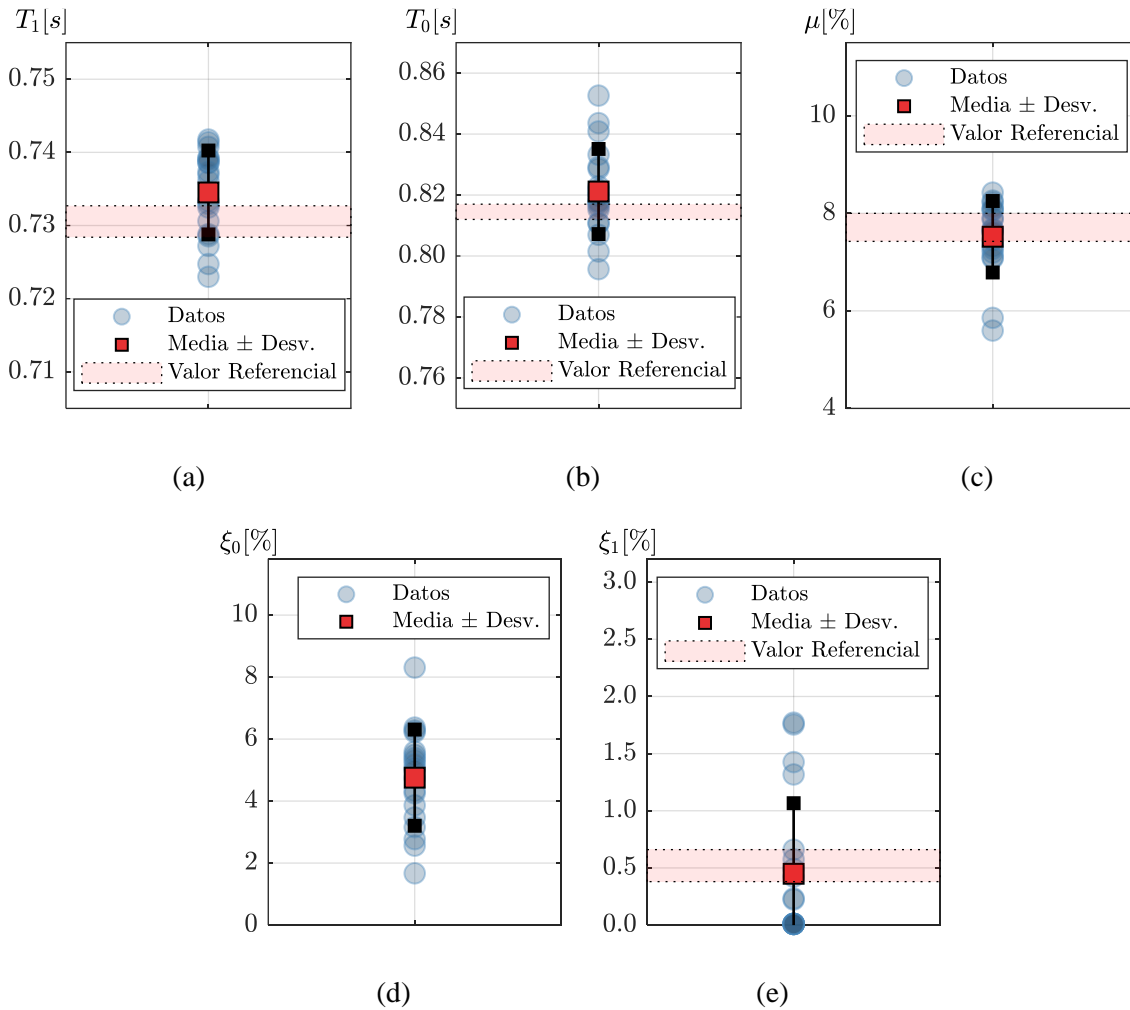 T₁[s]
0.75
0.74
0.73
0.72
0.71
Datos
Media ± Desv.
Valor Referencial
(a)
T₀[s]
0.86
0.84
0.82
0.80
0.78
0.76
Datos
Media ± Desv.
Valor Referencial
(b)
μ[%]
10
8
6
4
Datos
Media ± Desv.
Valor Referencial
(c)
ξ₀[%]
10
8
6
4
2
0
Datos
Media ± Desv.
(d)
ξ₁[%]
3.0
2.5
2.0
1.5
1.0
0.5
0.0
Datos
Media ± Desv.
Valor Referencial
(e)